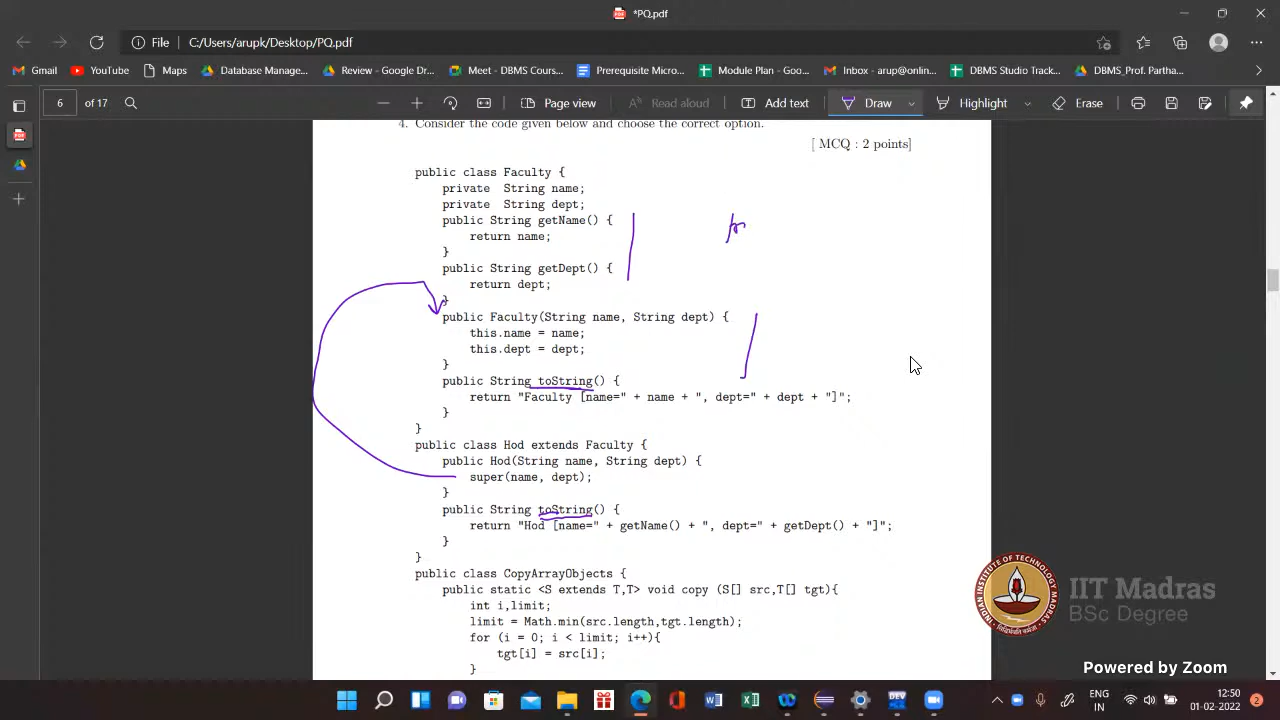 *PQ.pdf
File C:/Users/arupk/Desktop/PQ.pdf
Gmail YouTube Maps Database Manage... Review - Google Dr... Meet - DBMS Cours... Prerequisite Micro... Module Plan - Goo... Inbox - arup@onlin... DBMS Studio Track... DBMS_Prof. Partha...
6 of 17 Page view Read aloud Add text Draw Highlight Erase
4. Consider the code given below and choose the correct option.
[ MCQ : 2 points]
public class Faculty {
private String name;
private String dept;
public String getName() {
return name;
}
public String getDept() {
return dept;
}
public Faculty(String name, String dept) {
this.name = name;
this.dept = dept;
}
public String toString() {
return "Faculty [name=" + name + ", dept=" + dept + "]";
}
}
public class Hod extends Faculty {
public Hod(String name, String dept) {
super(name, dept);
}
public String toString() {
return "Hod [name=" + getName() + ", dept=" + getDept() + "]";
}
}
public class CopyArrayObjects {
public static <S extends T,T> void copy (S[] src,T[] tgt){
int i,limit;
limit = Math.min(src.length,tgt.length);
for (i = 0; i < limit; i++){
tgt[i] = src[i];
}
INDIAN INSTITUTE OF TECHNOLOGY MADRAS
IIT Madras
BSc Degree
Powered by Zoom
ENG
IN
12:50
01-02-2022
2